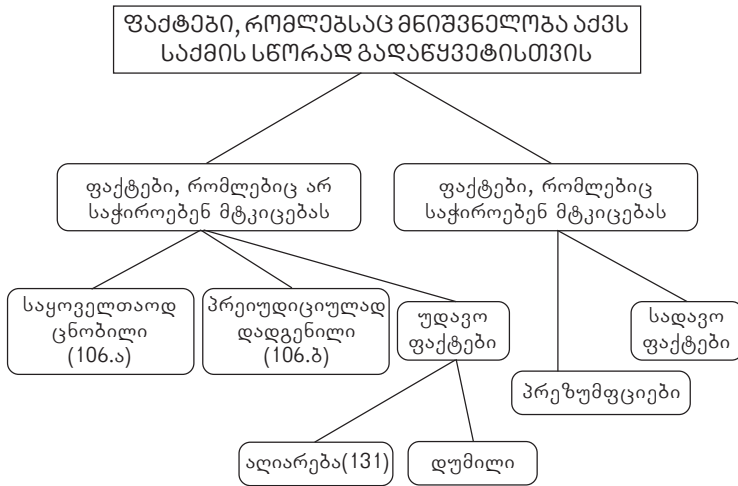 ᲤᲐᲥᲢᲔᲑᲘ, ᲠᲝᲛᲚᲔᲑᲡᲐᲪ ᲛᲜᲘᲨᲕᲜᲔᲚᲝᲑᲐ ᲐᲥᲕᲡ
ᲡᲐᲥᲛᲘᲡ ᲡᲬᲝᲠᲐᲓ ᲒᲐᲓᲐᲬᲧᲕᲔᲢᲘᲡᲗᲕᲘᲡ
ფაქტები, რომლებიც არ
საჭიროებენ მტკიცებას
ფაქტები, რომლებიც
საჭიროებენ მტკიცებას
საყოველთაოდ
ცნობილი
(106.ა)
პრეიუდიციულად
დადგენილი
(106.ბ)
უდავო
ფაქტები
სადავო
ფაქტები
პრეზუმფციები
აღიარება(131)
დუმილი